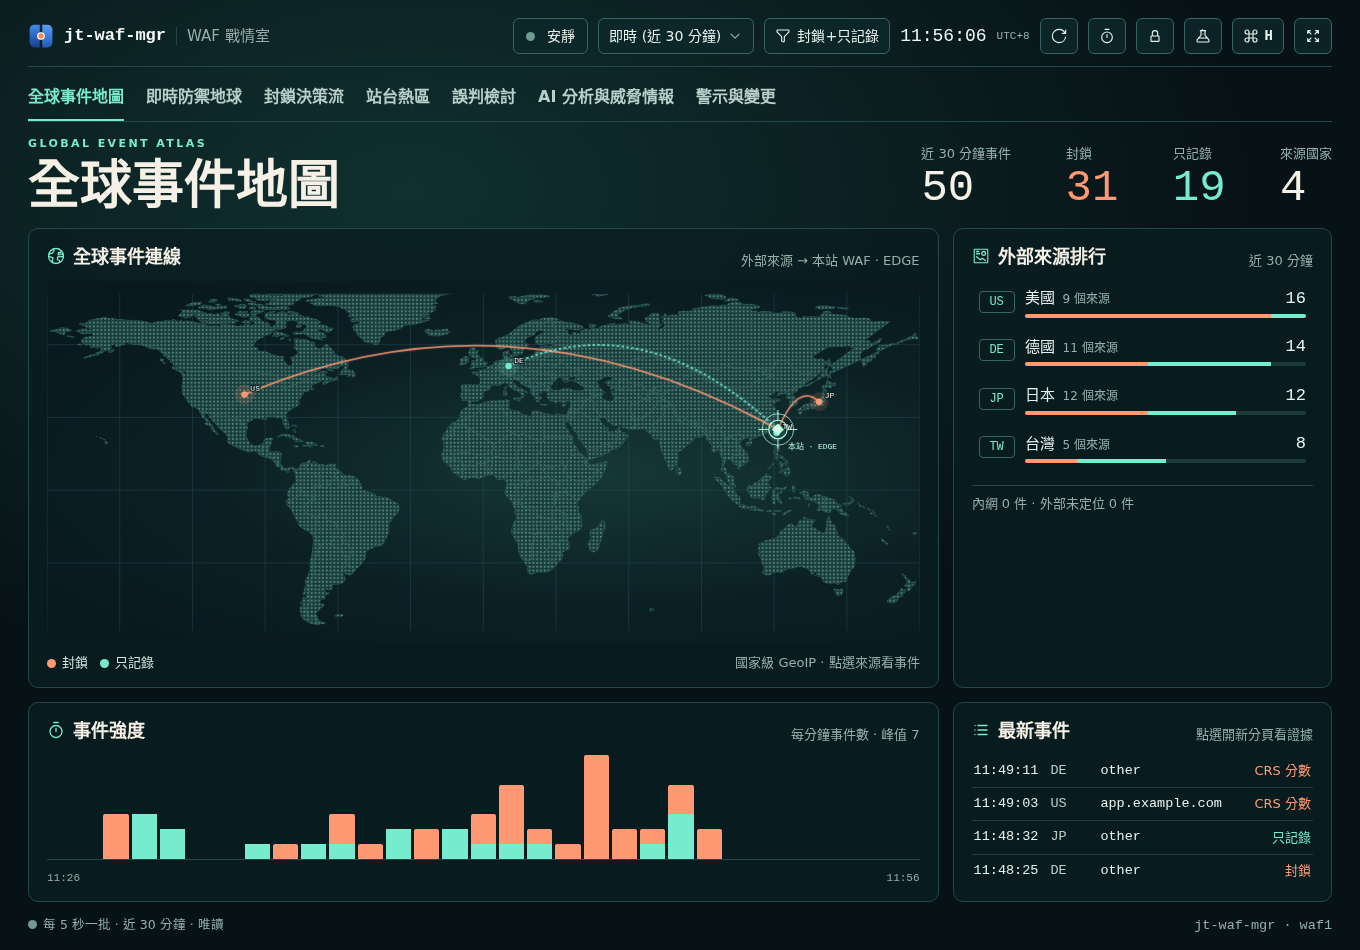 jt-waf-mgr WAF 戰情室 安靜 即時 (近 30 分鐘) 封鎖+只記錄 11:56:06 UTC+8 ⌘ H
全球事件地圖 即時防禦地球 封鎖決策流 站台熱區 誤判檢討 AI 分析與威脅情報 警示與變更
GLOBAL EVENT ATLAS
全球事件地圖
近 30 分鐘事件 封鎖 只記錄 來源國家
50 31 19 4
全球事件連線 外部來源 → 本站 WAF · EDGE
US
DE
JP
本站 · EDGE
封鎖 只記錄 國家級 GeoIP · 點選來源看事件
外部來源排行 近 30 分鐘
US 美國 9 個來源 16
DE 德國 11 個來源 14
JP 日本 12 個來源 12
TW 台灣 5 個來源 8
內網 0 件 · 外部未定位 0 件
事件強度 每分鐘事件數 · 峰值 7
11:26 11:56
最新事件 點選開新分頁看證據
11:49:11 DE other CRS 分數
11:49:03 US app.example.com CRS 分數
11:48:32 JP other 只記錄
11:48:25 DE other 封鎖
每 5 秒一批 · 近 30 分鐘 · 唯讀 jt-waf-mgr · waf1